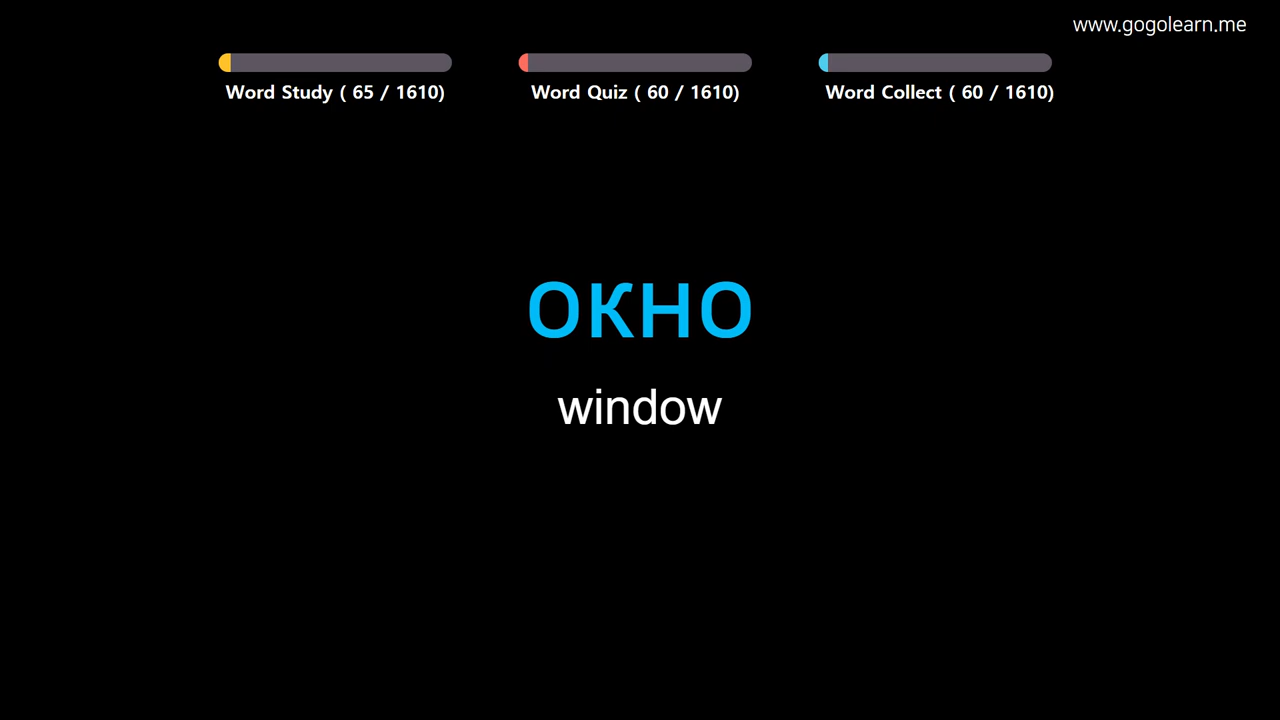 www.gogolearn.me
Word Study ( 65 / 1610)
Word Quiz ( 60 / 1610)
Word Collect ( 60 / 1610)
окно
window